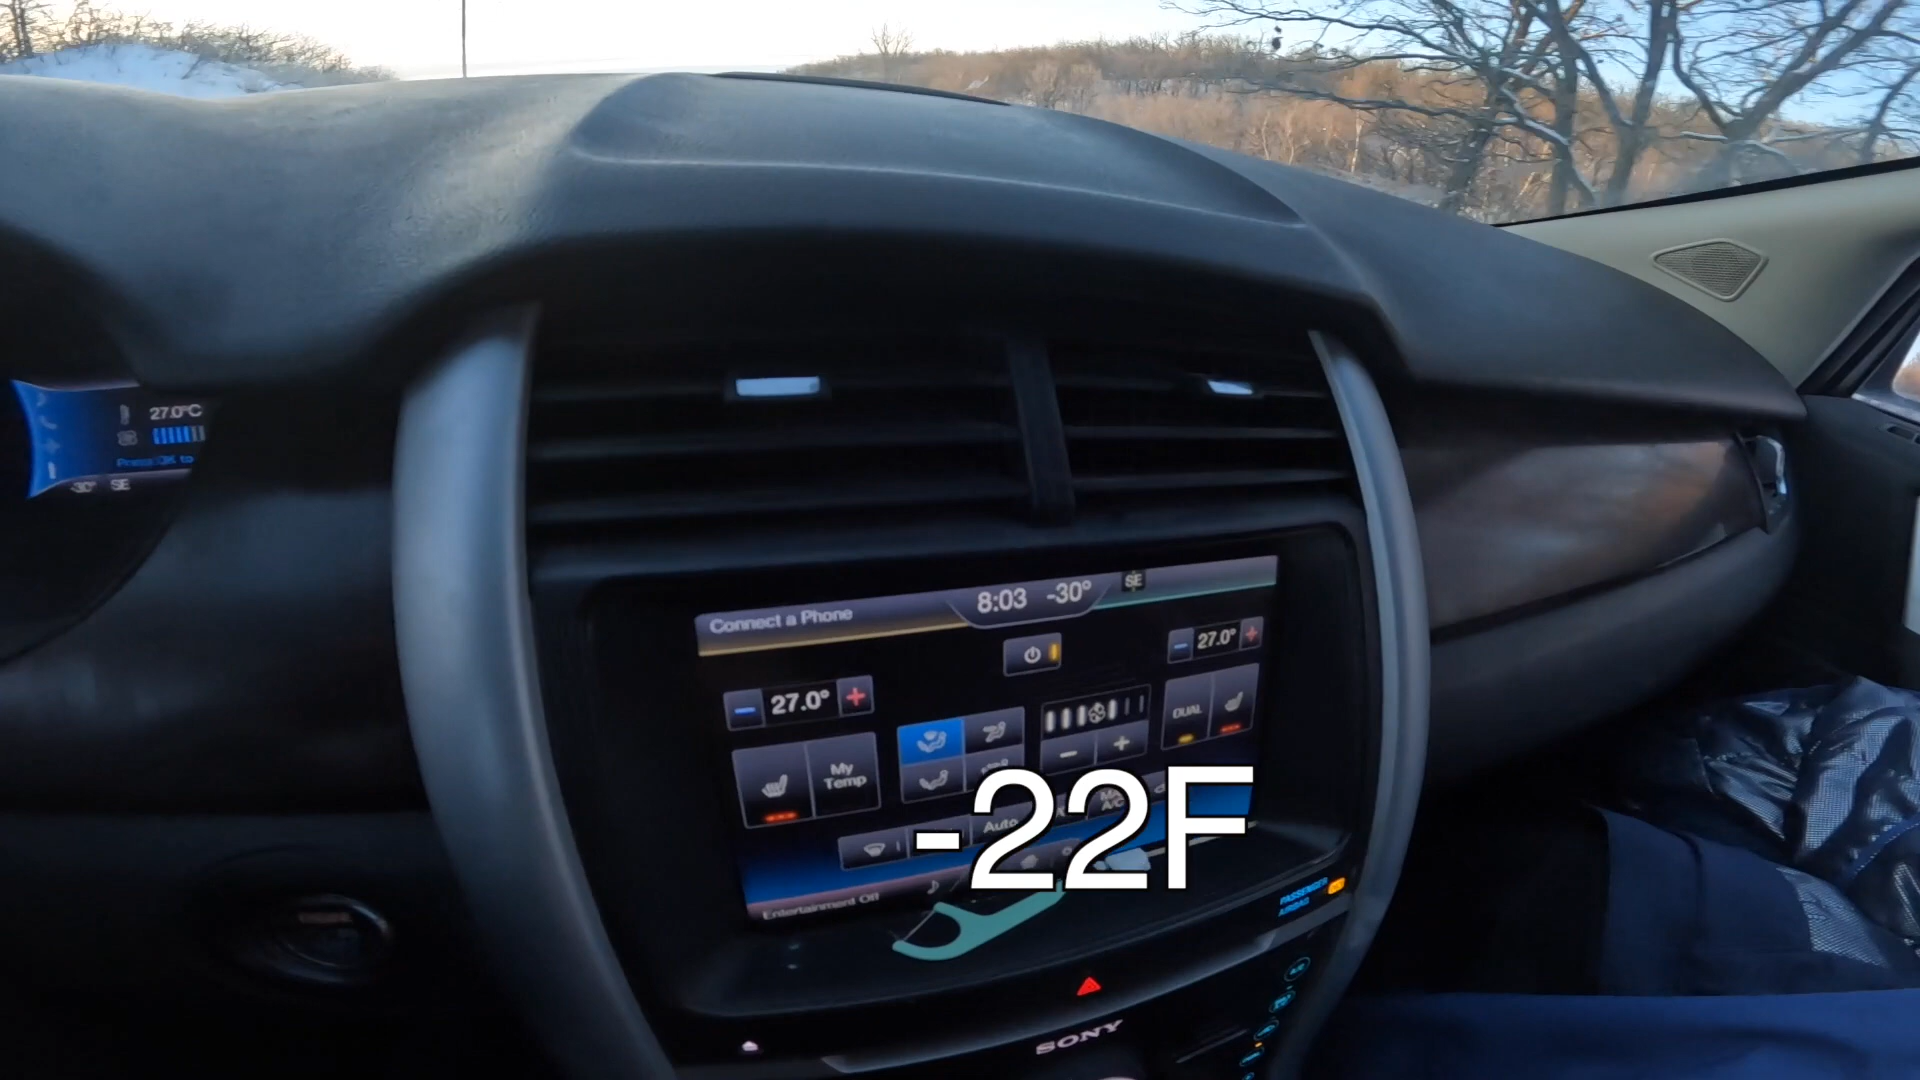 27.0°C
Press OK to
-30° SE
Connect a Phone
8:03 -30° SE
27.0°
27.0°
DUAL
My
Temp
Auto
A/C
-22F
Entertainment Off
PASSENGER
AIRBAG
SONY